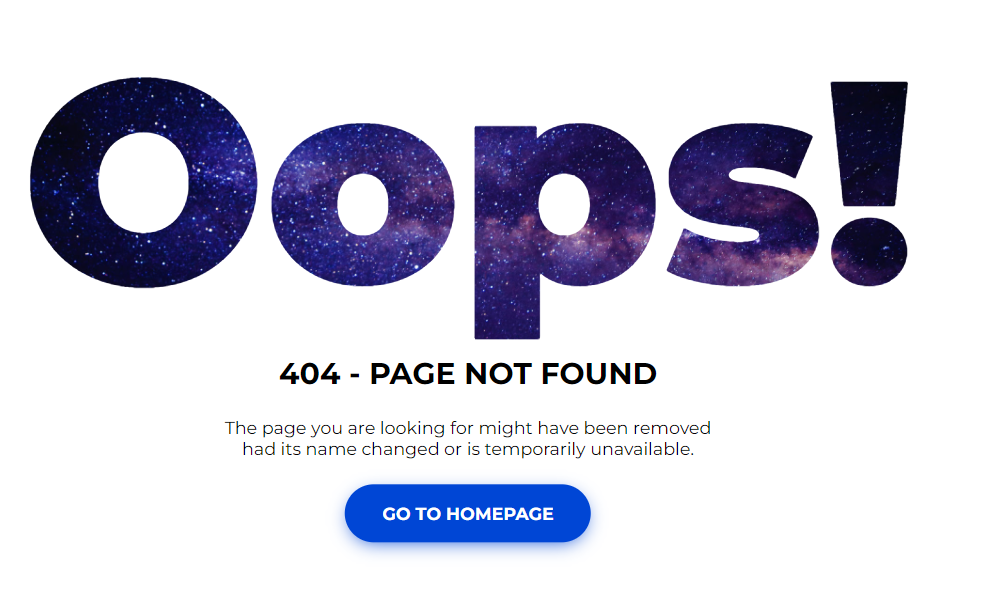 Oops!
404 - PAGE NOT FOUND
The page you are looking for might have been removed
had its name changed or is temporarily unavailable.
GO TO HOMEPAGE